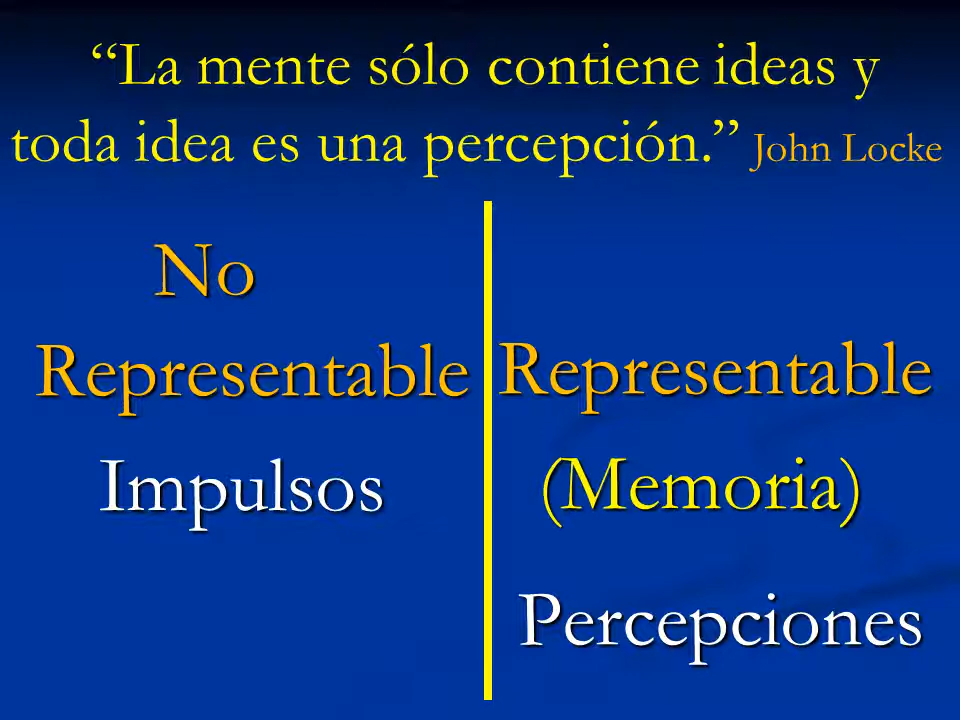 “La mente sólo contiene ideas y
toda idea es una percepción.” John Locke
No
Representable
Impulsos
Representable
(Memoria)
Percepciones